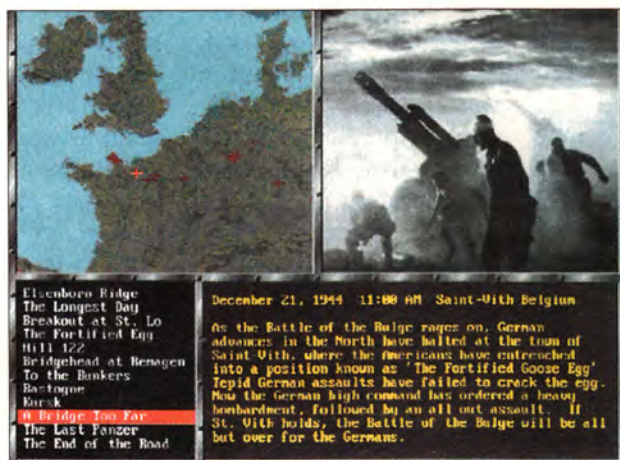 Elsenborn Ridge
The Longest Day
Breakout at St. Lo
The Fortified Egg
Hill 122
Bridgehead at Remagen
To the Bunkers
Bastogne
Kursk
A Bridge Too Far
The Last Panzer
The End of the Road
December 21, 1944 11:00 AM Saint-Vith Belgium
As the Battle of the Bulge rages on, German
advances in the North have halted at the town of
Saint-Vith, where the Americans have entrenched
into a position known as 'The Fortified Goose Egg'
Tepid German assaults have failed to crack the egg.
Now the German high command has ordered a heavy
bombardment, followed by an all out assault. If
St. Vith holds, the Battle of the Bulge will be all
but over for the Germans.